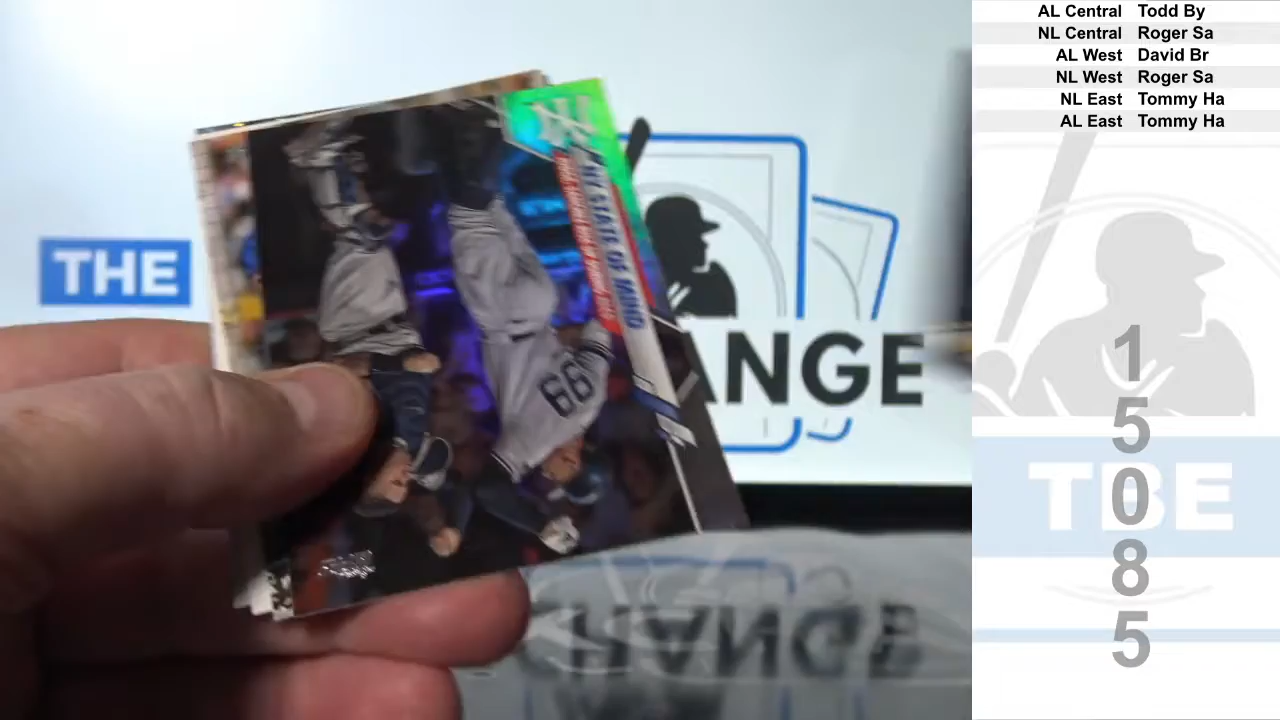 AL Central Todd By
NL Central Roger Sa
AL West David Br
NL West Roger Sa
NL East Tommy Ha
AL East Tommy Ha
THE
ANGE
NY STATE OF MIND
99
TBE
1
5
0
8
5